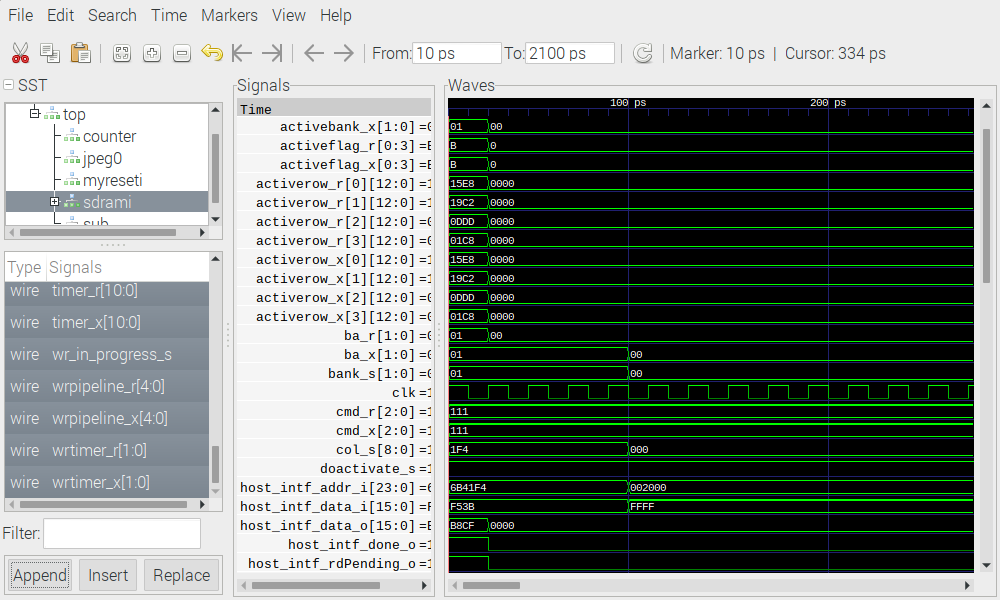 File Edit Search Time Markers View Help
From: 10 ps To: 2100 ps Marker: 10 ps | Cursor: 334 ps
SST
top
counter
jpeg0
myreseti
sdrami
sub
Type Signals
wire timer_r[10:0]
wire timer_x[10:0]
wire wr_in_progress_s
wire wrpipeline_r[4:0]
wire wrpipeline_x[4:0]
wire wrtimer_r[1:0]
wire wrtimer_x[1:0]
Filter:
Append Insert Replace
Signals
Time
activebank_x[1:0] =0
activeflag_r[0:3] =B
activeflag_x[0:3] =B
activerow_r[0][12:0] =1
activerow_r[1][12:0] =1
activerow_r[2][12:0] =0
activerow_r[3][12:0] =0
activerow_x[0][12:0] =1
activerow_x[1][12:0] =1
activerow_x[2][12:0] =0
activerow_x[3][12:0] =0
ba_r[1:0] =0
ba_x[1:0] =0
bank_s[1:0] =0
clk =1
cmd_r[2:0] =1
cmd_x[2:0] =1
col_s[8:0] =1
doactivate_s =1
host_intf_addr_i[23:0] =6
host_intf_data_i[15:0] =F
host_intf_data_o[15:0] =B
host_intf_done_o =1
host_intf_rdPending_o =1
Waves
100 ps 200 ps
01 00
B 0
B 0
15E8 0000
19C2 0000
0DDD 0000
01C8 0000
15E8 0000
19C2 0000
0DDD 0000
01C8 0000
01 00
01 00
01 00
111
111
1F4 000
6B41F4 002000
F53B FFFF
B8CF 0000